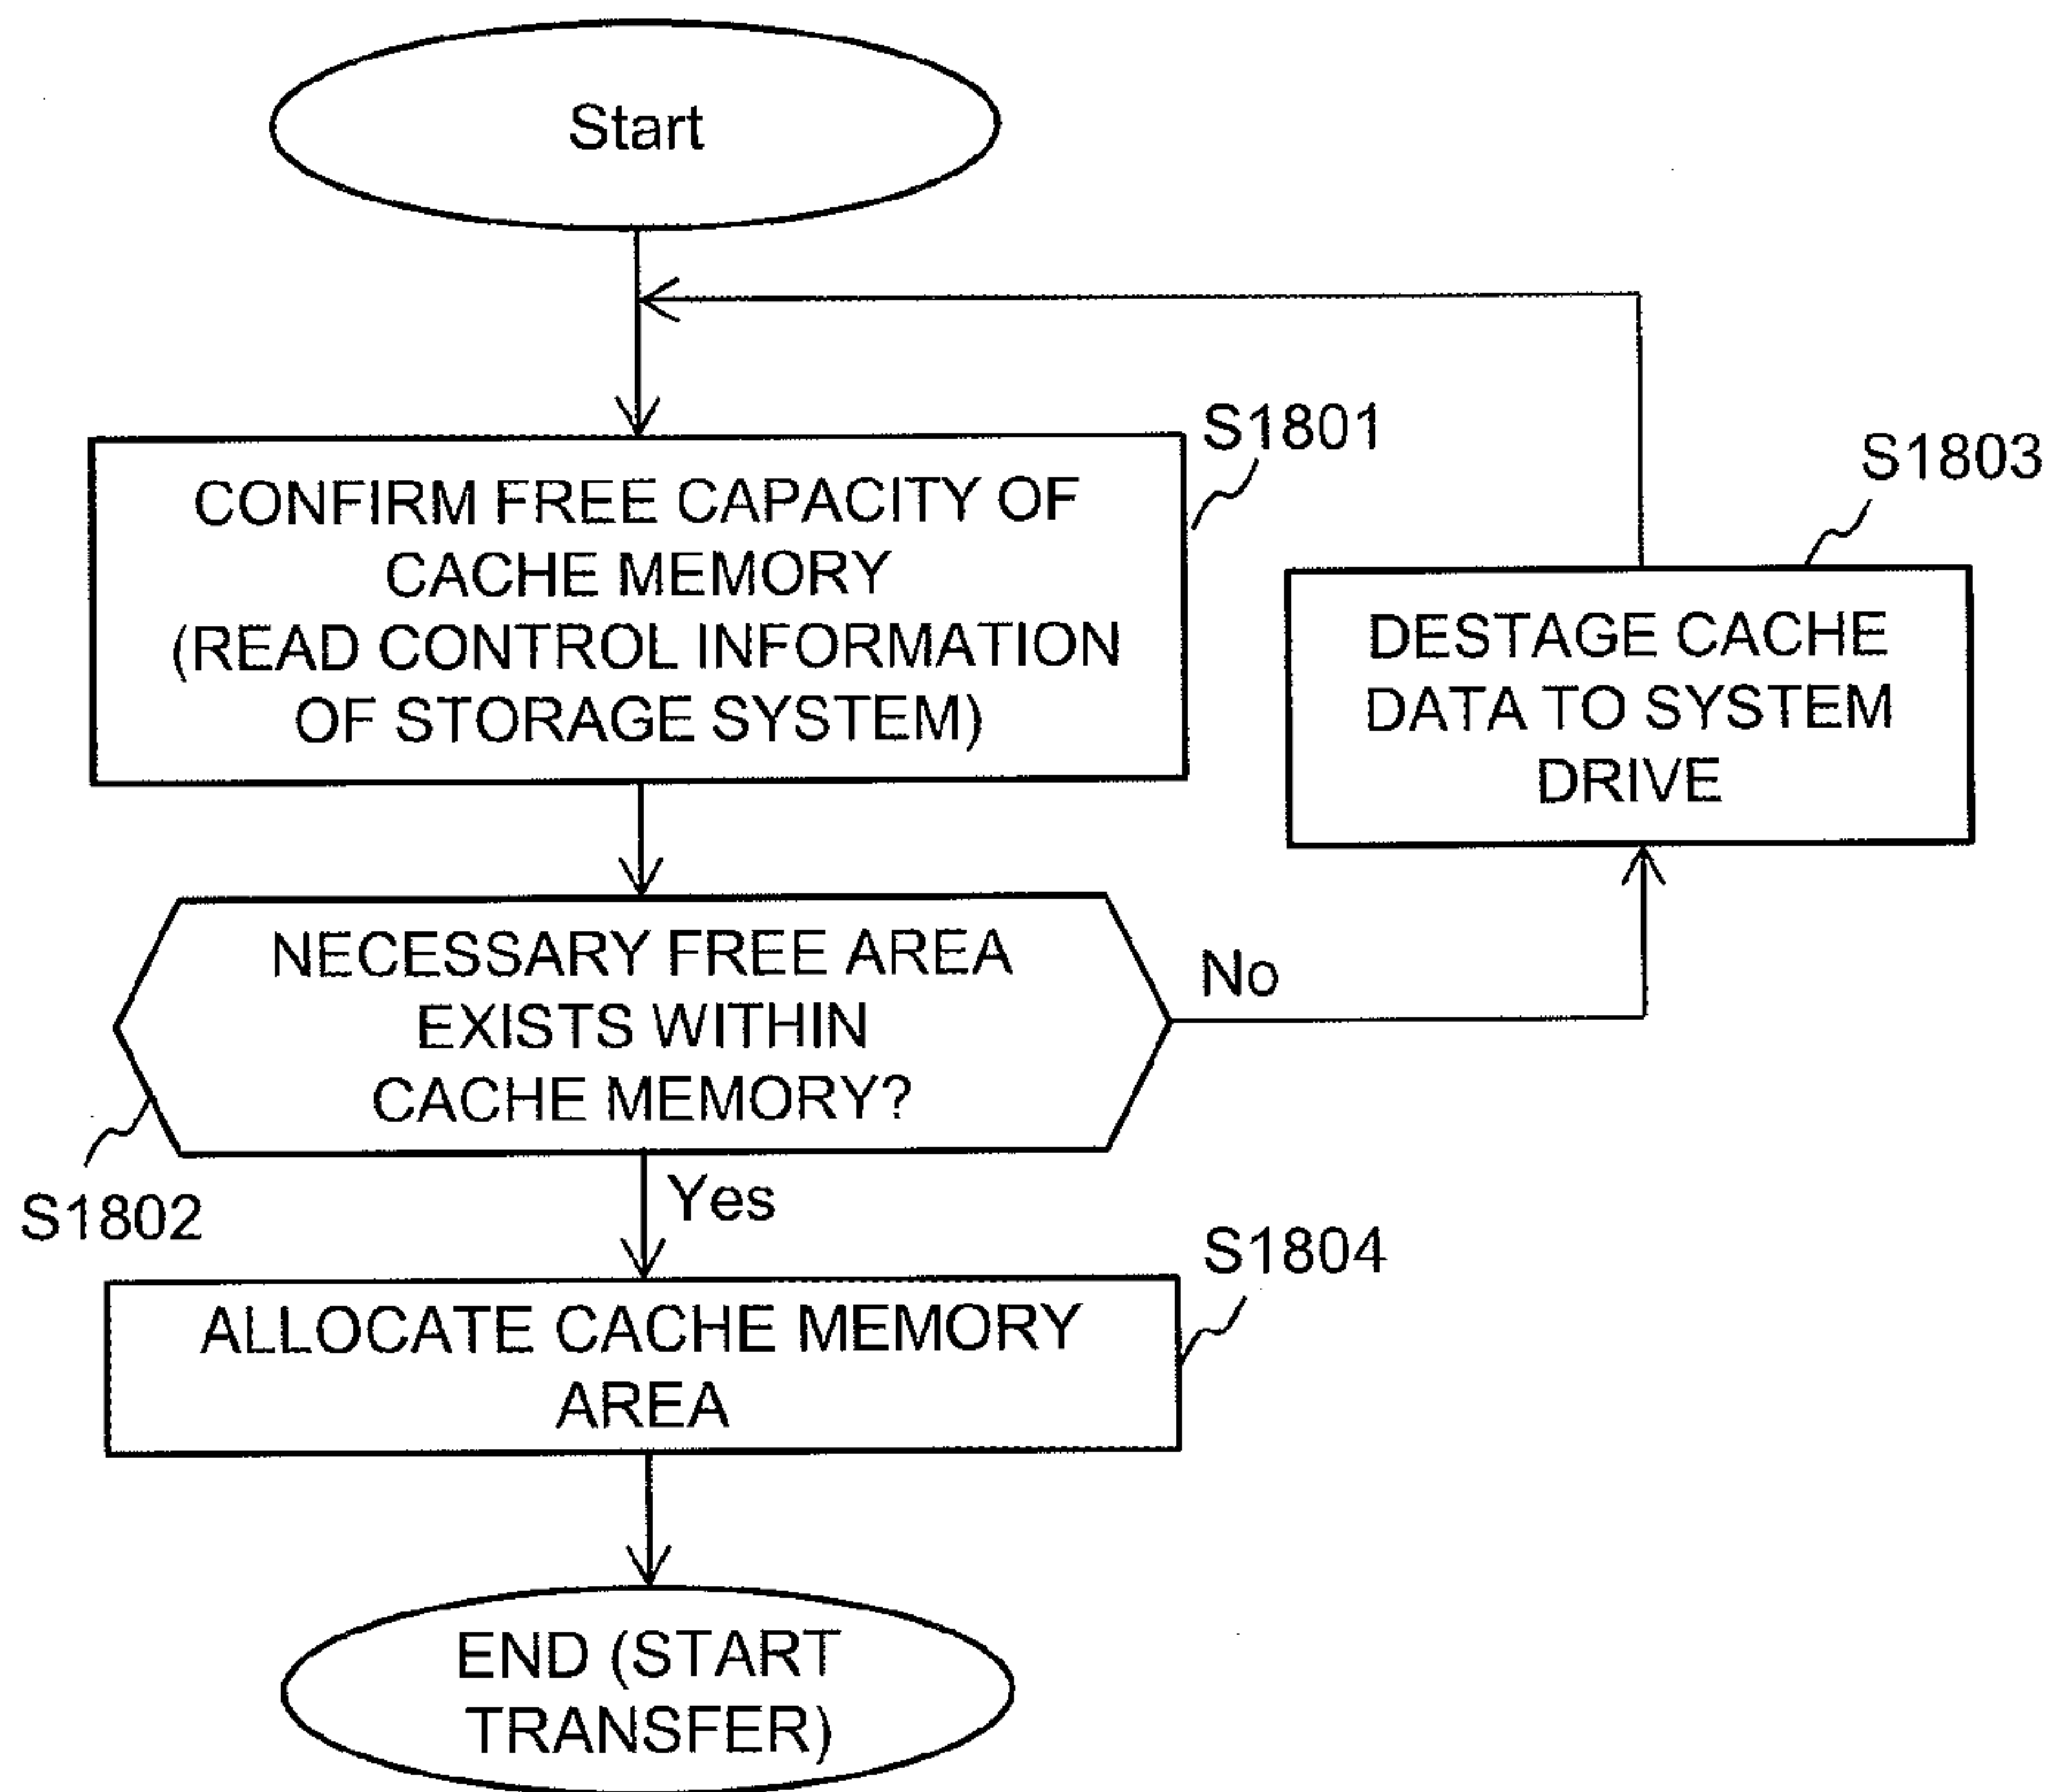 Start
S1801
CONFIRM FREE CAPACITY OF
CACHE MEMORY
(READ CONTROL INFORMATION
OF STORAGE SYSTEM)
S1803
DESTAGE CACHE
DATA TO SYSTEM
DRIVE
NECESSARY FREE AREA
EXISTS WITHIN
CACHE MEMORY?
No
S1802
Yes
S1804
ALLOCATE CACHE MEMORY
AREA
END (START
TRANSFER)